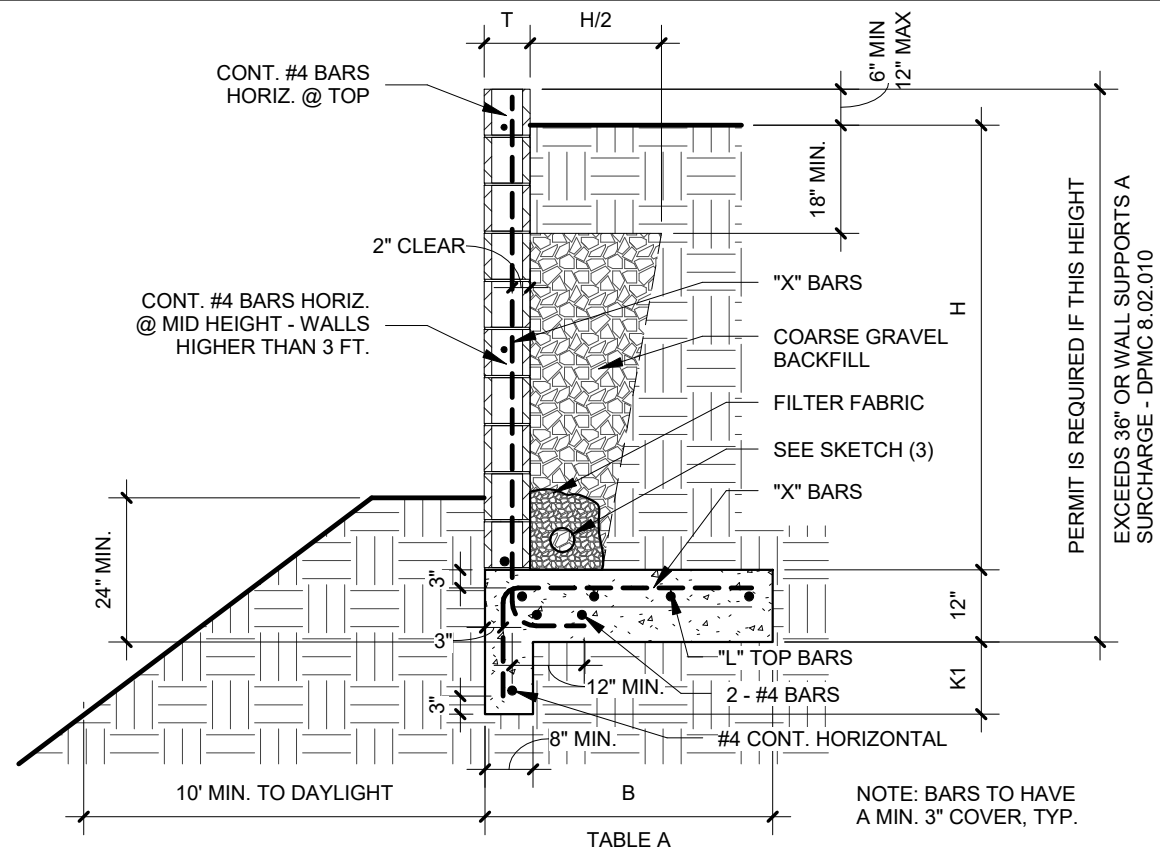 T
H/2
6" MIN
12" MAX
CONT. #4 BARS
HORIZ. @ TOP
18" MIN.
2" CLEAR
"X" BARS
CONT. #4 BARS HORIZ.
@ MID HEIGHT - WALLS
HIGHER THAN 3 FT.
COARSE GRAVEL
BACKFILL
H
PERMIT IS REQUIRED IF THIS HEIGHT
EXCEEDS 36" OR WALL SUPPORTS A
SURCHARGE - DPMC 8.02.010
FILTER FABRIC
SEE SKETCH (3)
"X" BARS
24" MIN.
3"
12"
3"
"L" TOP BARS
12" MIN.
2 - #4 BARS
K1
3"
8" MIN.
#4 CONT. HORIZONTAL
10' MIN. TO DAYLIGHT
B
NOTE: BARS TO HAVE
A MIN. 3" COVER, TYP.
TABLE A